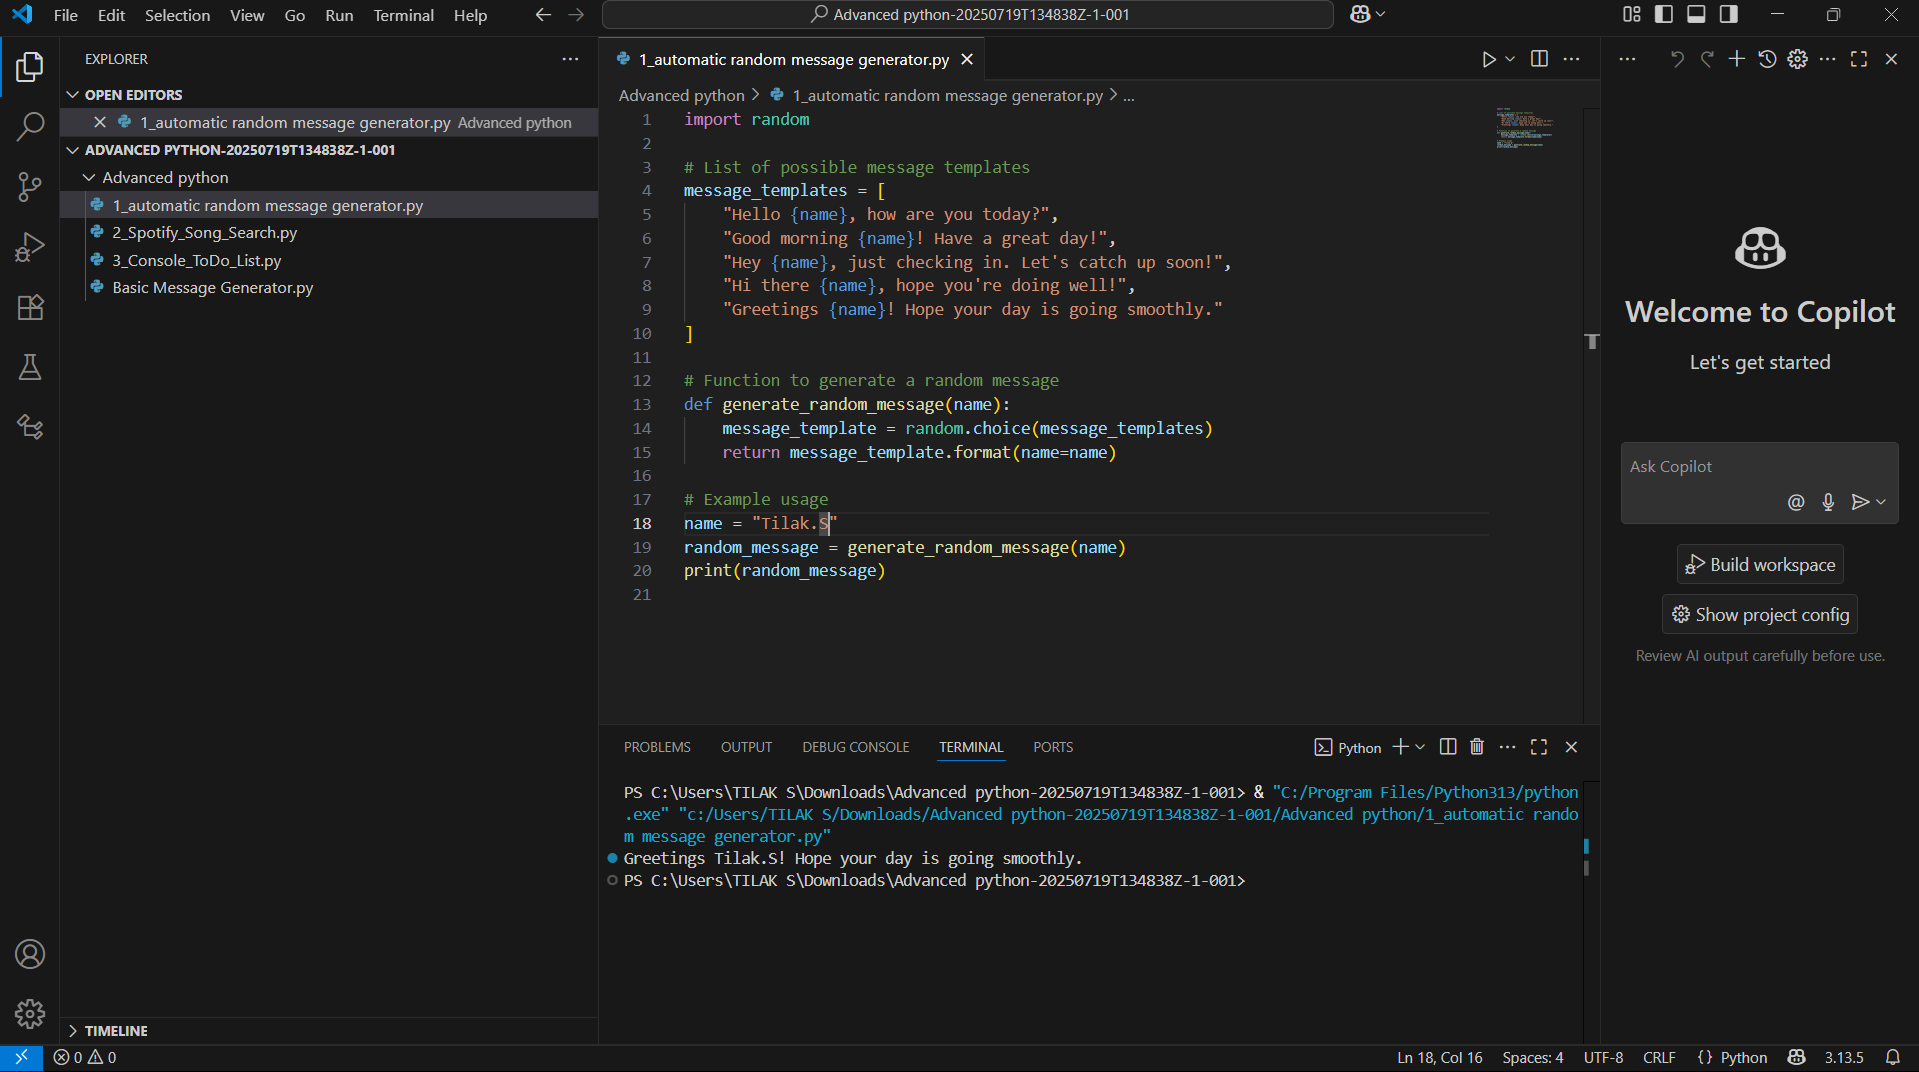 File Edit Selection View Go Run Terminal Help
Advanced python-20250719T134838Z-1-001
EXPLORER
OPEN EDITORS
1_automatic random message generator.py Advanced python
ADVANCED PYTHON-20250719T134838Z-1-001
Advanced python
1_automatic random message generator.py
2_Spotify_Song_Search.py
3_Console_ToDo_List.py
Basic Message Generator.py
TIMELINE
1_automatic random message generator.py
Advanced python > 1_automatic random message generator.py > ...
1 import random
2
3 # List of possible message templates
4 message_templates = [
5 "Hello {name}, how are you today?",
6 "Good morning {name}! Have a great day!",
7 "Hey {name}, just checking in. Let's catch up soon!",
8 "Hi there {name}, hope you're doing well!",
9 "Greetings {name}! Hope your day is going smoothly."
10 ]
11
12 # Function to generate a random message
13 def generate_random_message(name):
14 message_template = random.choice(message_templates)
15 return message_template.format(name=name)
16
17 # Example usage
18 name = "Tilak.S"
19 random_message = generate_random_message(name)
20 print(random_message)
21
PROBLEMS OUTPUT DEBUG CONSOLE TERMINAL PORTS
Python
PS C:\Users\TILAK S\Downloads\Advanced python-20250719T134838Z-1-001> & "C:/Program Files/Python313/python
.exe" "c:/Users/TILAK S/Downloads/Advanced python-20250719T134838Z-1-001/Advanced python/1_automatic rando
m message generator.py"
Greetings Tilak.S! Hope your day is going smoothly.
PS C:\Users\TILAK S\Downloads\Advanced python-20250719T134838Z-1-001>
Welcome to Copilot
Let's get started
Ask Copilot
Build workspace
Show project config
Review AI output carefully before use.
0 0
Ln 18, Col 16 Spaces: 4 UTF-8 CRLF {} Python 3.13.5